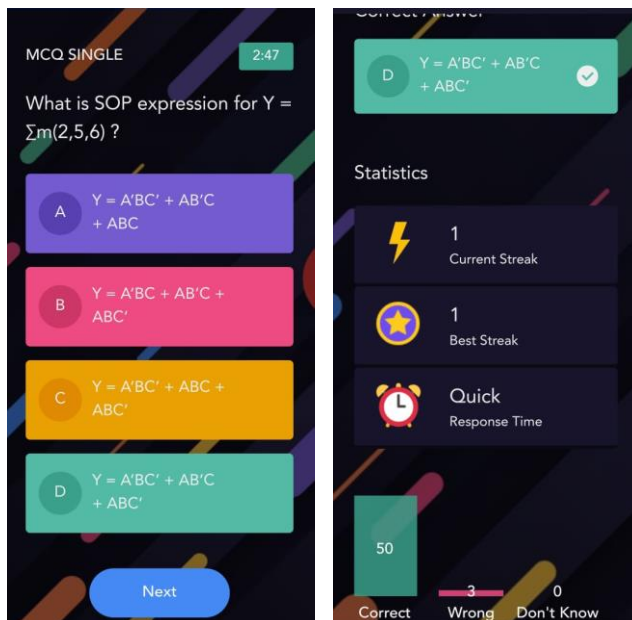 MCQ SINGLE
2:47
What is SOP expression for Y =
∑m(2,5,6) ?
A
Y = A'BC' + AB'C
+ ABC
B
Y = A'BC + AB'C +
ABC'
C
Y = A'BC' + ABC +
ABC'
D
Y = A'BC' + AB'C
+ ABC'
Next
Correct Answer
D
Y = A'BC' + AB'C
+ ABC'
Statistics
1
Current Streak
1
Best Streak
Quick
Response Time
50
3
0
Correct
Wrong
Don't Know